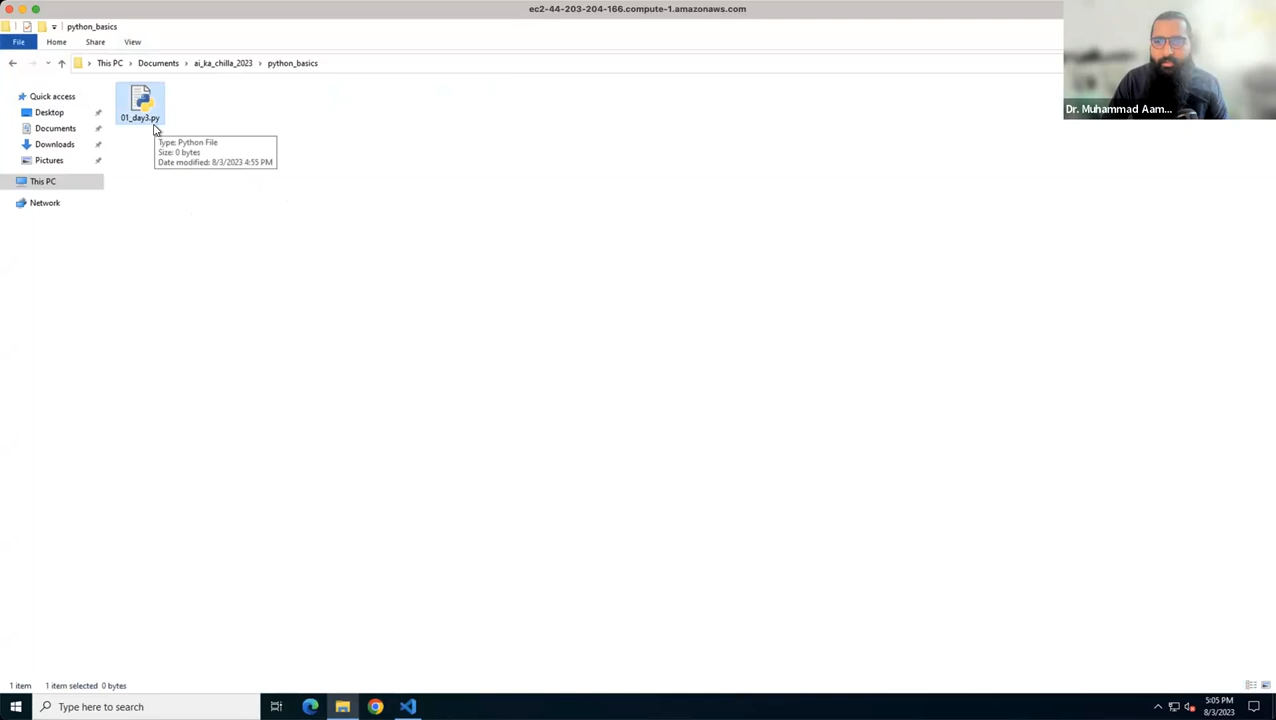 ec2-44-203-204-166.compute-1.amazonaws.com
python_basics
File Home Share View
This PC Documents ai_ka_chilla_2023 python_basics
Quick access
Desktop
Documents
Downloads
Pictures
This PC
Network
01_day3.py
Type: Python File
Size: 0 bytes
Date modified: 8/3/2023 4:55 PM
Dr. Muhammad Aam...
1 item 1 item selected 0 bytes
Type here to search
5:05 PM
8/3/2023